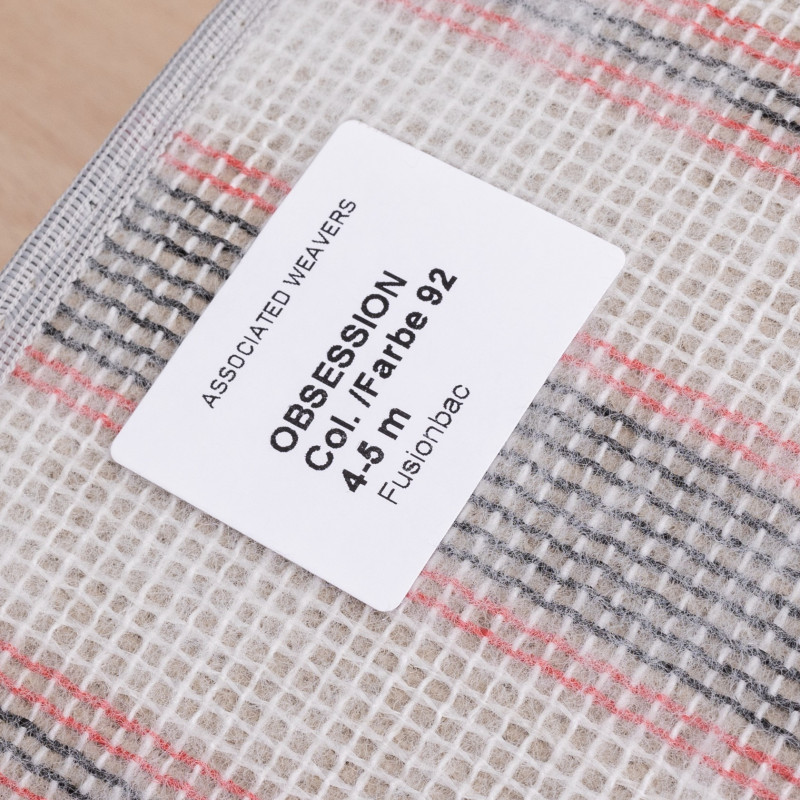 ASSOCIATED WEAVERS
OBSESSION
Col. /Farbe 92
4-5 m
Fusionbac